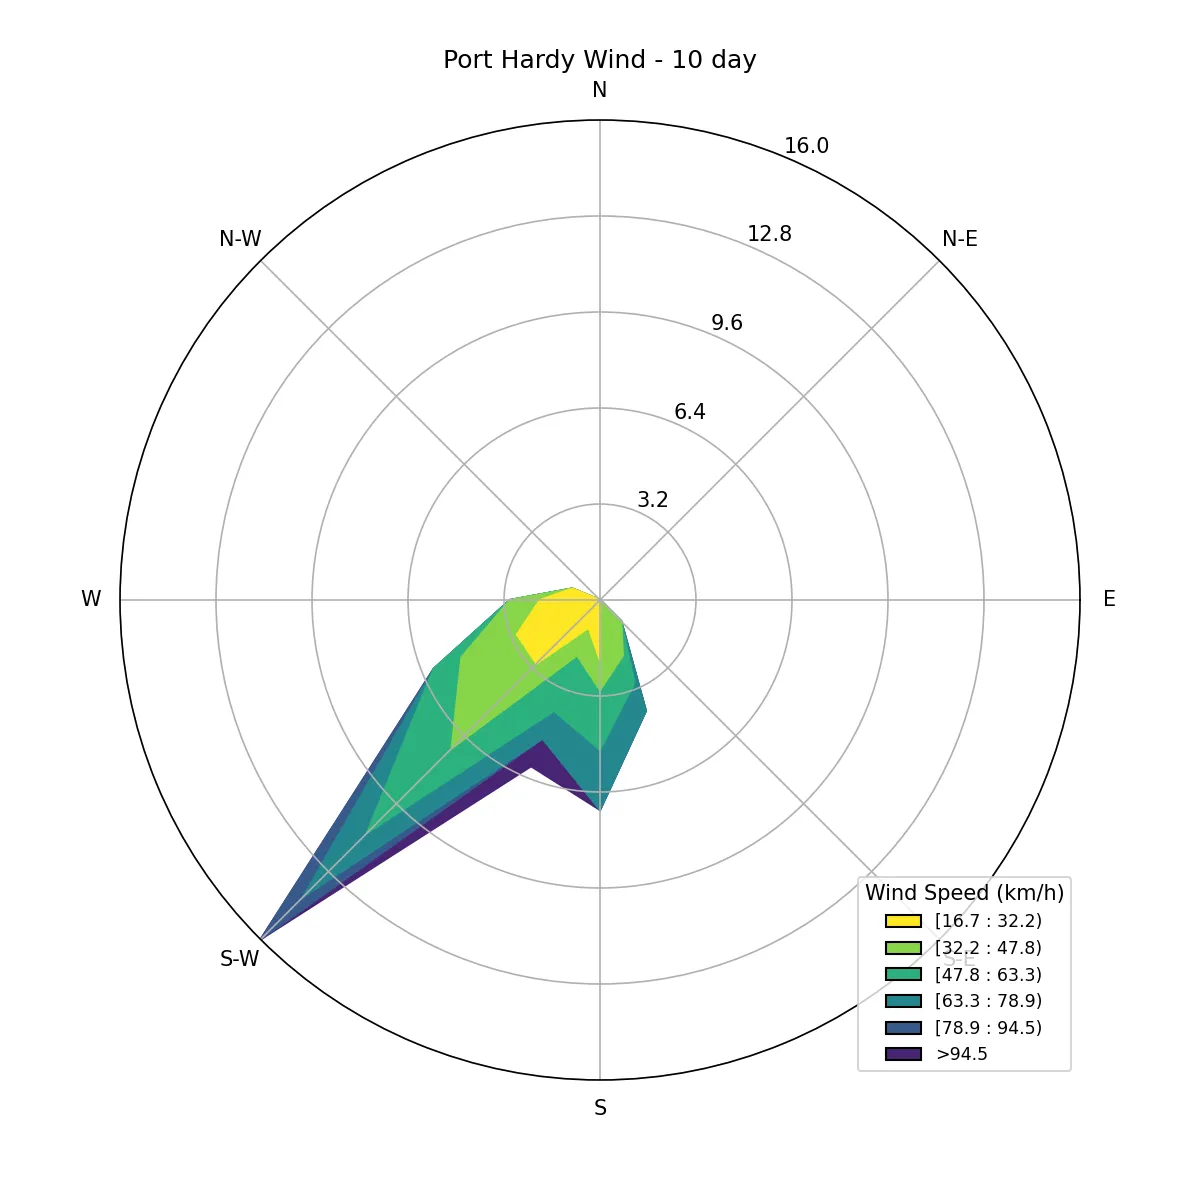 Port Hardy Wind - 10 day
N
16.0
N-W
N-E
12.8
9.6
6.4
3.2
W
E
S-W
S-E
Wind Speed (km/h)
[16.7 : 32.2)
[32.2 : 47.8)
[47.8 : 63.3)
[63.3 : 78.9)
[78.9 : 94.5)
>94.5
S